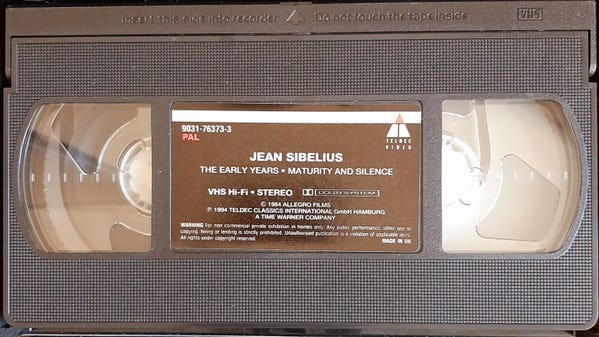 Insert this side into recorder Do not touch the tape inside VHS
9031-76373-3
PAL
TELDEC
VIDEO
JEAN SIBELIUS
THE EARLY YEARS • MATURITY AND SILENCE
VHS Hi-Fi • STEREO DOLBY SYSTEM
© 1984 ALLEGRO FILMS
℗ 1994 TELDEC CLASSICS INTERNATIONAL GmbH HAMBURG
A TIME WARNER COMPANY
WARNING For non commercial private exhibition in homes only. Any public performance, other use or
copying, hiring or lending is strictly prohibited. Unauthorised publication is a violation of applicable laws.
All rights under copyright reserved.
MADE IN UK